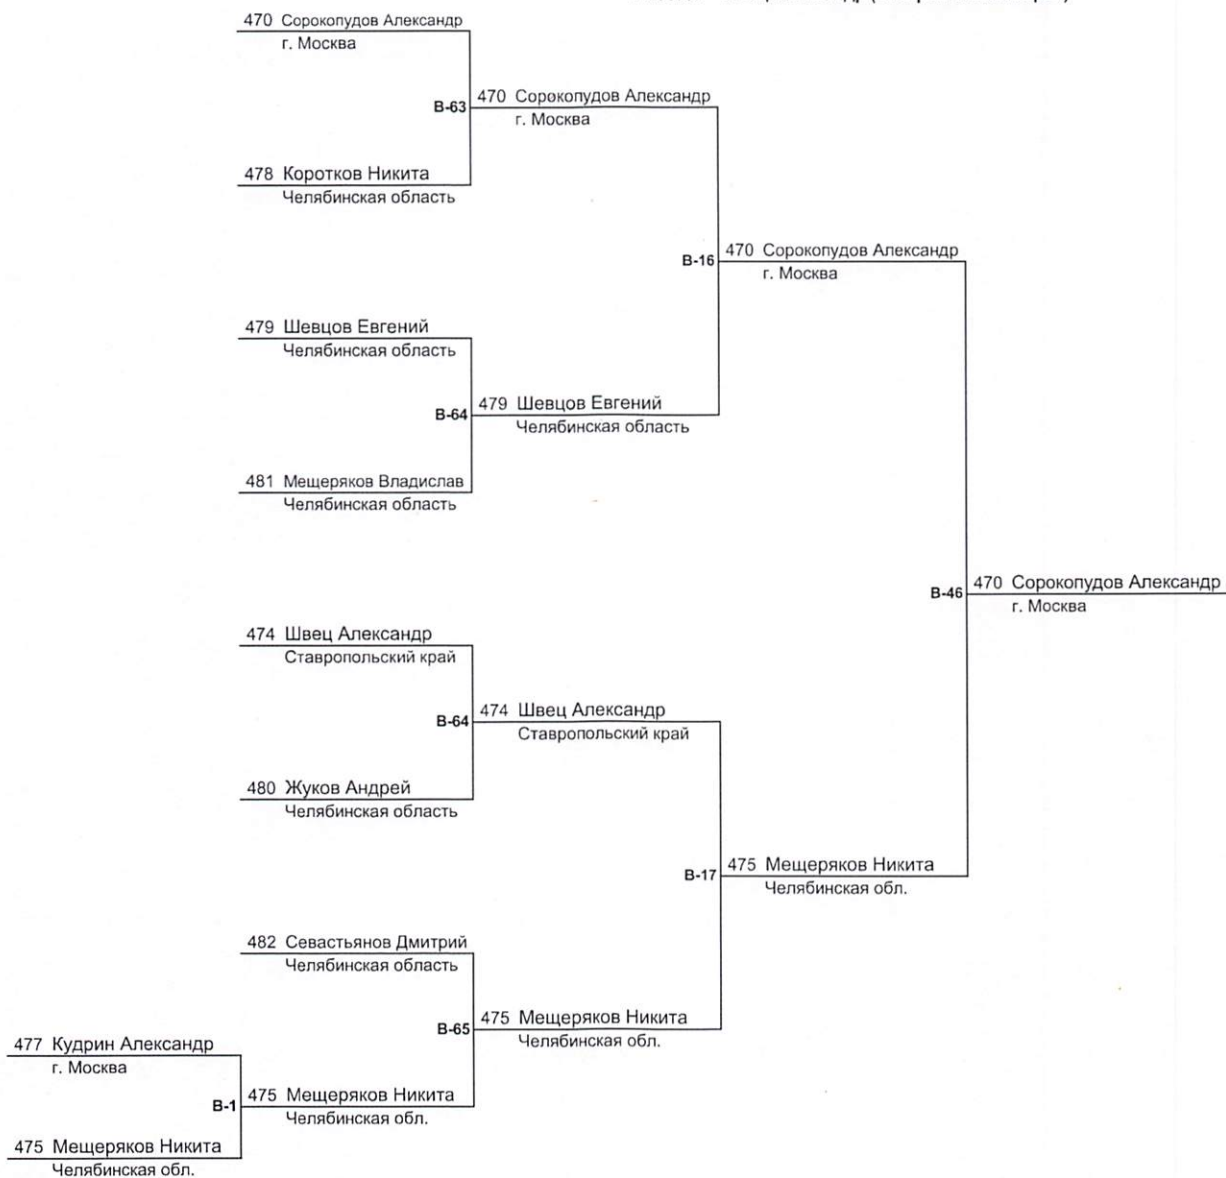 470 Сорокопудов Александр
г. Москва
B-63
470 Сорокопудов Александр
г. Москва
478 Коротков Никита
Челябинская область
B-16
470 Сорокопудов Александр
г. Москва
479 Шевцов Евгений
Челябинская область
B-64
479 Шевцов Евгений
Челябинская область
481 Мещеряков Владислав
Челябинская область
B-46
470 Сорокопудов Александр
г. Москва
474 Швец Александр
Ставропольский край
B-64
474 Швец Александр
Ставропольский край
480 Жуков Андрей
Челябинская область
B-17
475 Мещеряков Никита
Челябинская обл.
482 Севастьянов Дмитрий
Челябинская область
B-65
475 Мещеряков Никита
Челябинская обл.
477 Кудрин Александр
г. Москва
B-1
475 Мещеряков Никита
Челябинская обл.
475 Мещеряков Никита
Челябинская обл.